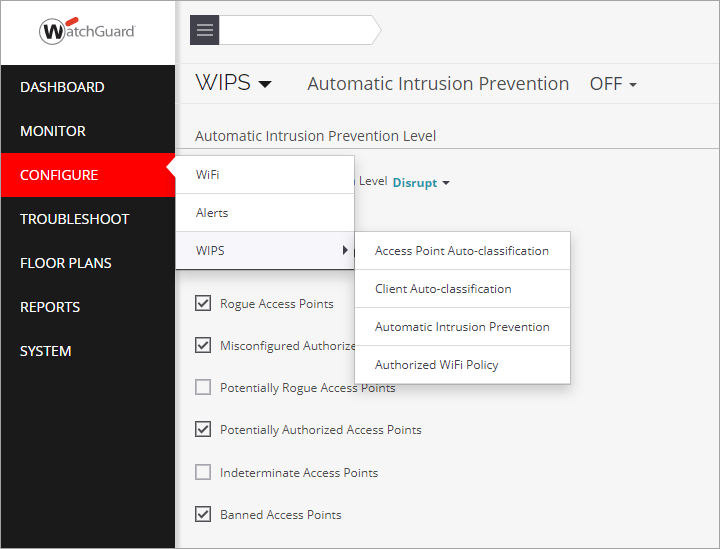 WatchGuard
WIPS Automatic Intrusion Prevention OFF
DASHBOARD
MONITOR
CONFIGURE
TROUBLESHOOT
FLOOR PLANS
REPORTS
SYSTEM
Automatic Intrusion Prevention Level
Level Disrupt
WiFi
Alerts
WIPS
Access Point Auto-classification
Client Auto-classification
Automatic Intrusion Prevention
Authorized WiFi Policy
Rogue Access Points
Misconfigured Authorize
Potentially Rogue Access Points
Potentially Authorized Access Points
Indeterminate Access Points
Banned Access Points